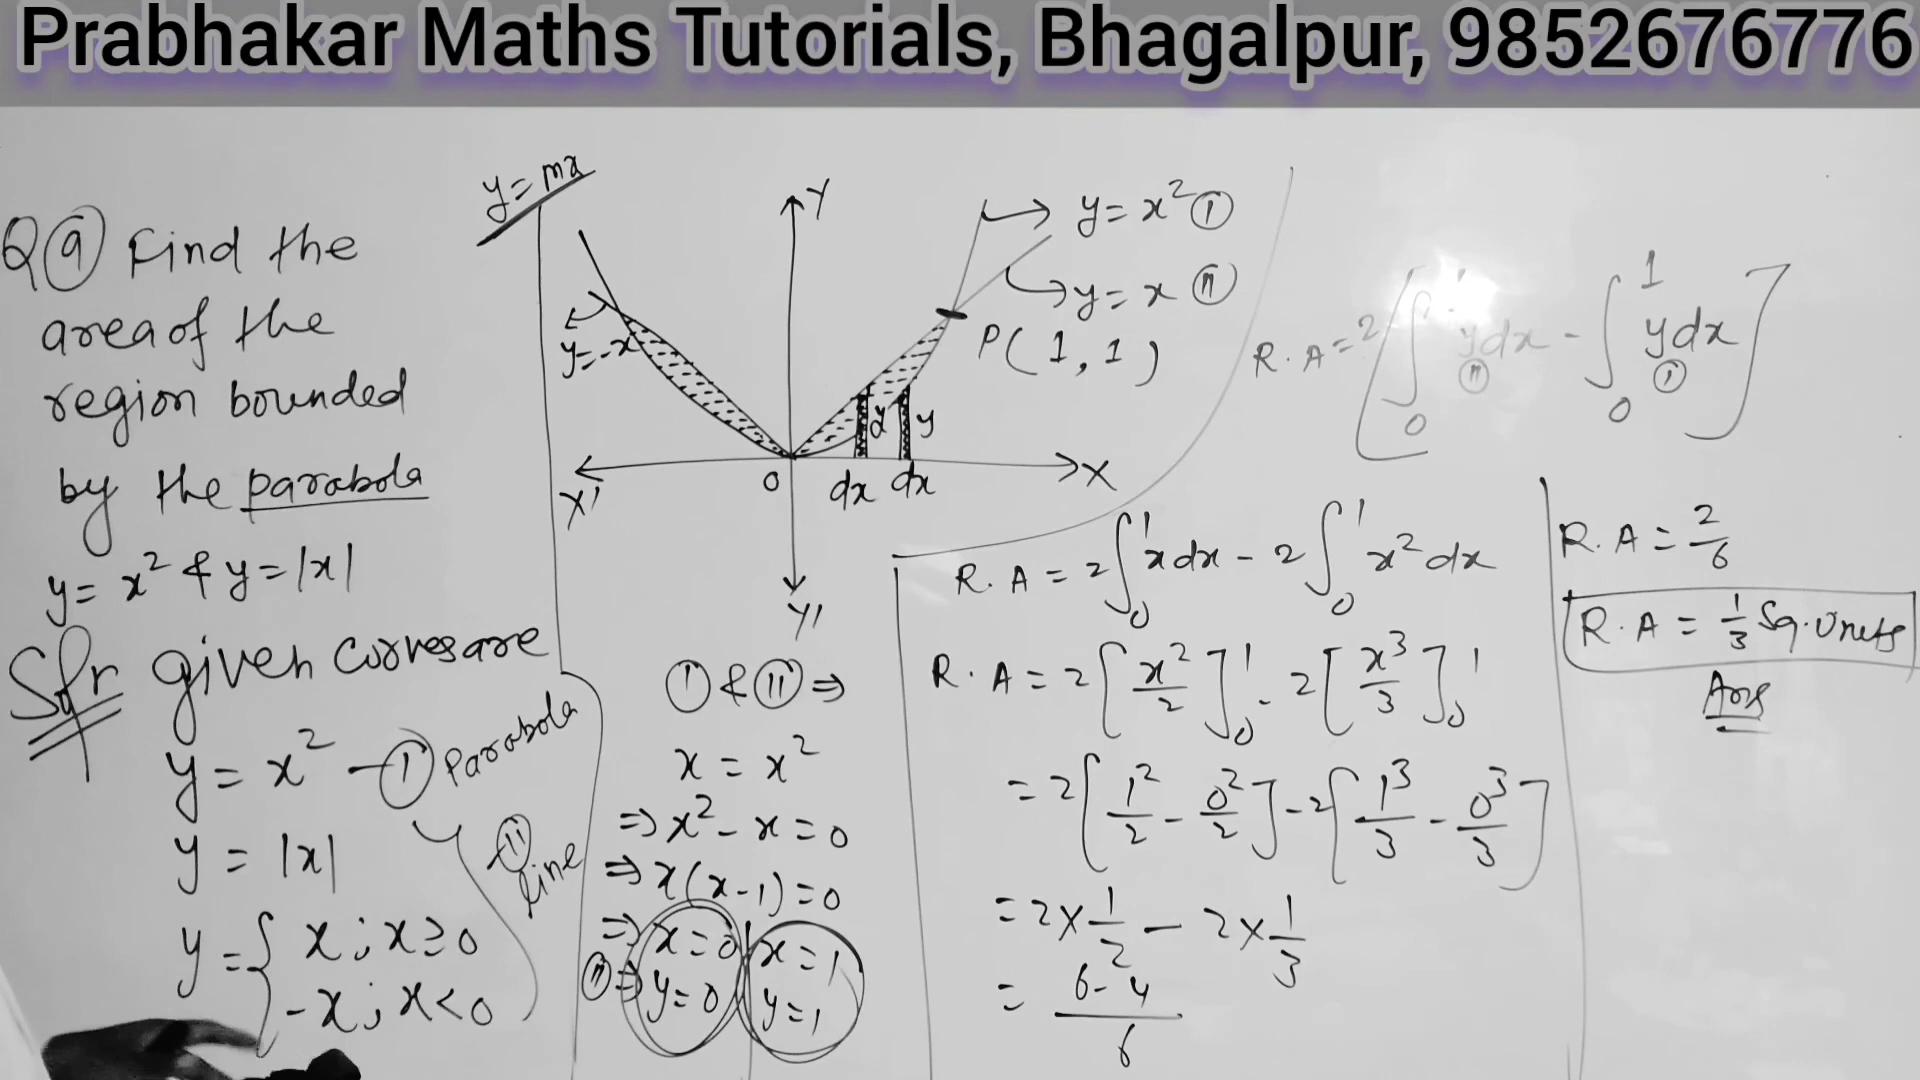 Prabhakar Maths Tutorials, Bhagalpur, 9852676776
Q 9 Find the
area of the
region bounded
by the parabola
y = x² & y = |x|
Solⁿ given curves are
y = x² — (I) Parabola
y = |x| — (II) line
y = { x ; x ≥ 0
-x ; x < 0
y = mx
Y
y = x² (I)
y = x (II)
P(1, 1)
y = -x
y y
X' O dx dx X
Y'
(I) & (II) ⇒
x = x²
⇒ x² - x = 0
⇒ x(x-1) = 0
⇒ x = 0 | x = 1
(II) ⇒ y = 0 | y = 1
R.A = 2 [ ∫₀¹ y dx (II) - ∫₀¹ y dx (I) ]
R.A = 2 ∫₀¹ x dx - 2 ∫₀¹ x² dx
R.A = 2 [x²/2]₀¹ - 2 [x³/3]₀¹
= 2 [1²/2 - 0²/2] - 2 [1³/3 - 0³/3]
= 2 × 1/2 - 2 × 1/3
= 6-4/6
R.A = 2/6
R.A = 1/3 Sq. Units
Ans